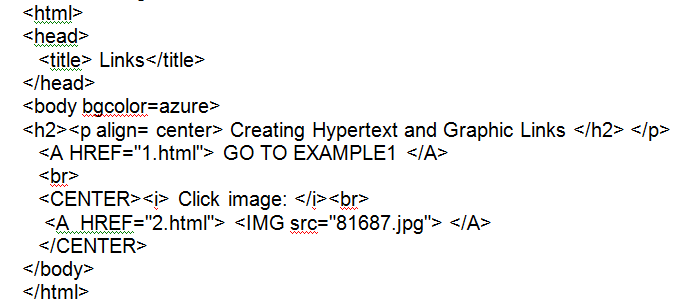 <html>
<head>
<title> Links</title>
</head>
<body bgcolor=azure>
<h2><p align= center> Creating Hypertext and Graphic Links </h2> </p>
<A HREF="1.html"> GO TO EXAMPLE1 </A>
<br>
<CENTER><i> Click image: </i><br>
<A HREF="2.html"> <IMG src="81687.jpg"> </A>
</CENTER>
</body>
</html>